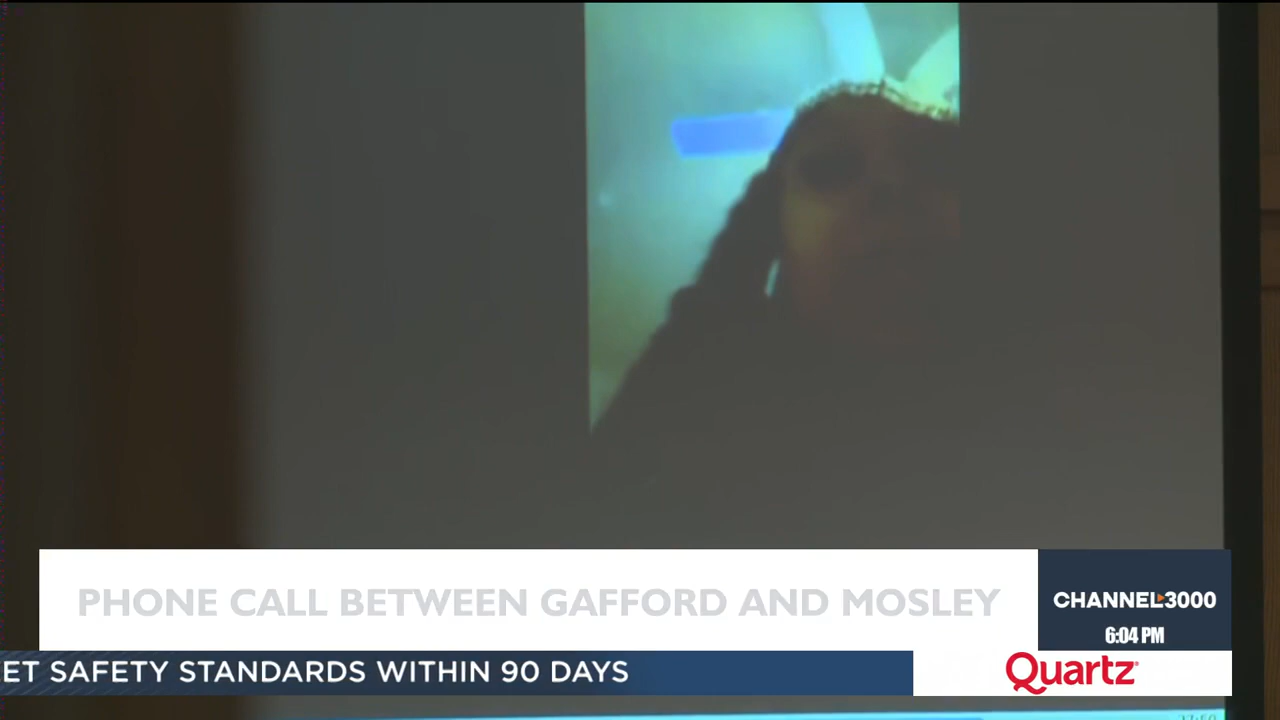 PHONE CALL BETWEEN GAFFORD AND MOSLEY
CHANNEL3000
6:04 PM
ET SAFETY STANDARDS WITHIN 90 DAYS
Quartz